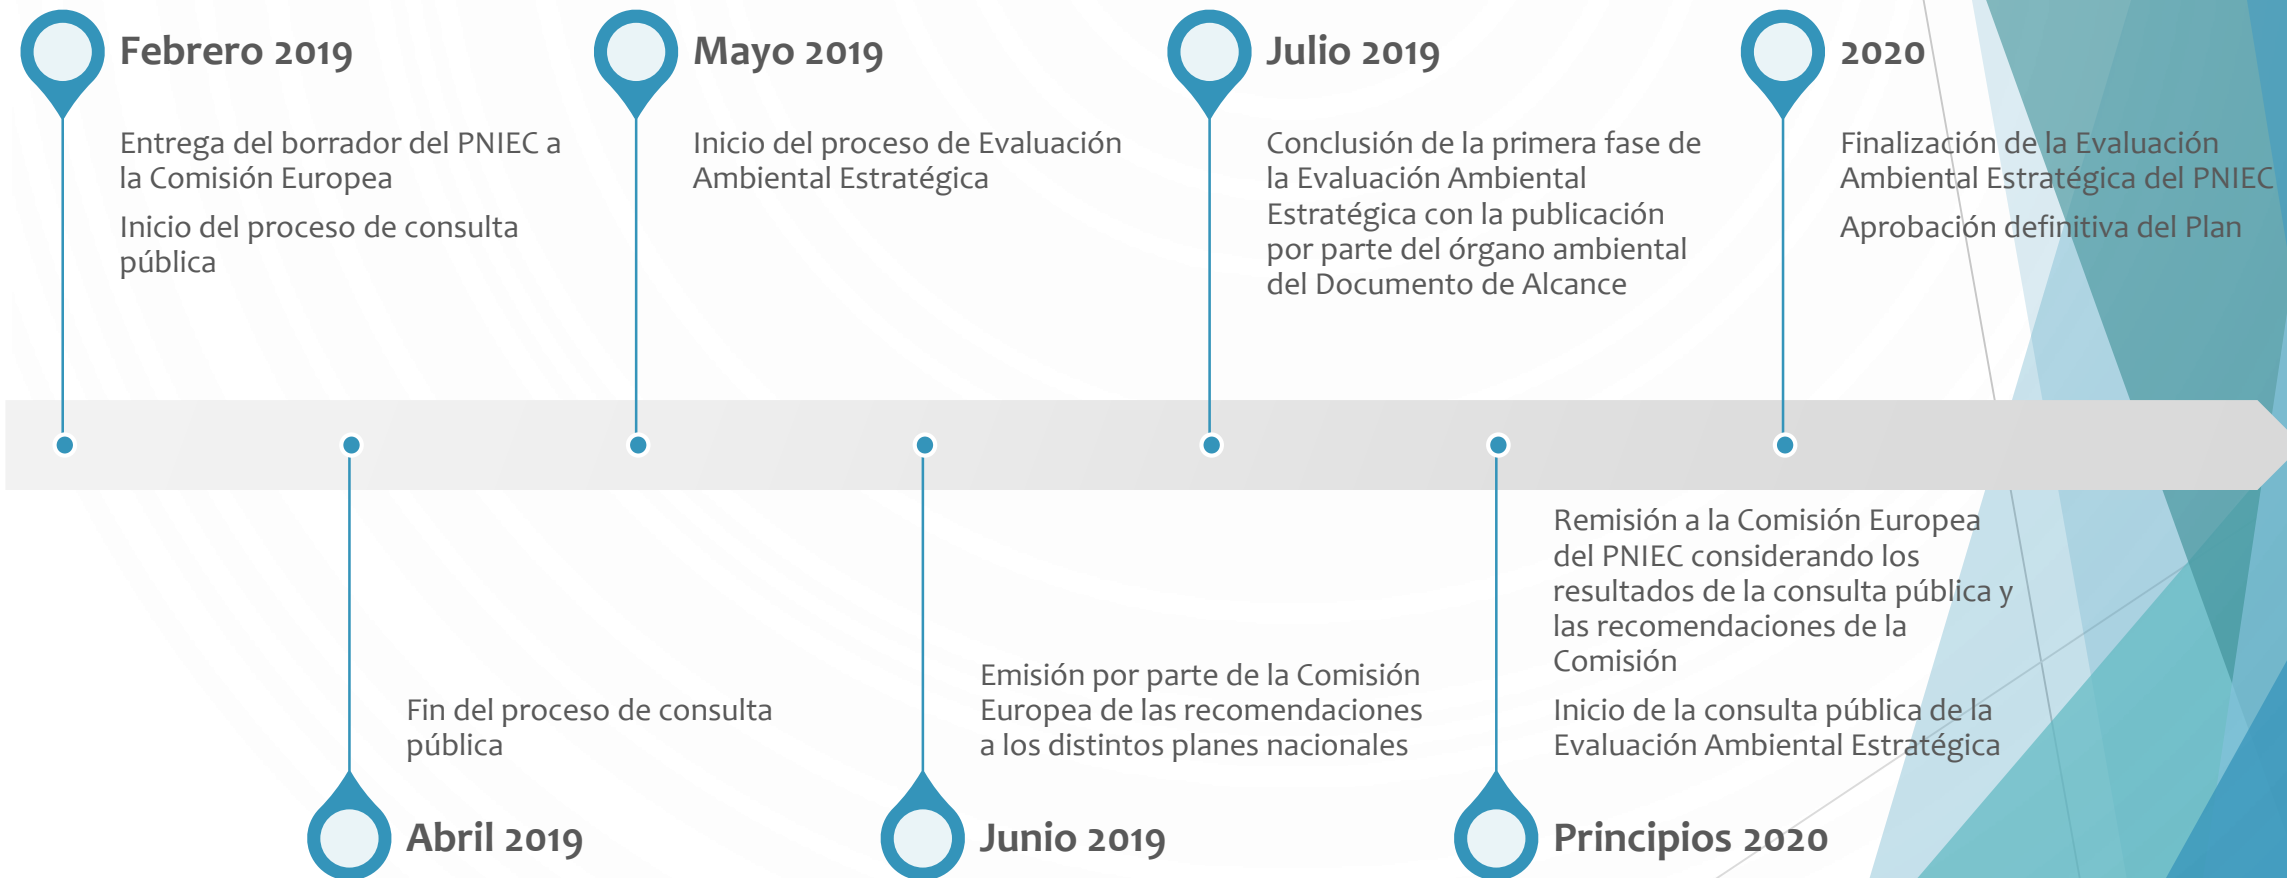 Febrero 2019
Entrega del borrador del PNIEC a
la Comisión Europea
Inicio del proceso de consulta
pública
Abril 2019
Fin del proceso de consulta
pública
Mayo 2019
Inicio del proceso de Evaluación
Ambiental Estratégica
Junio 2019
Emisión por parte de la Comisión
Europea de las recomendaciones
a los distintos planes nacionales
Julio 2019
Conclusión de la primera fase de
la Evaluación Ambiental
Estratégica con la publicación
por parte del órgano ambiental
del Documento de Alcance
Principios 2020
Remisión a la Comisión Europea
del PNIEC considerando los
resultados de la consulta pública y
las recomendaciones de la
Comisión
Inicio de la consulta pública de la
Evaluación Ambiental Estratégica
2020
Finalización de la Evaluación
Ambiental Estratégica del PNIEC
Aprobación definitiva del Plan